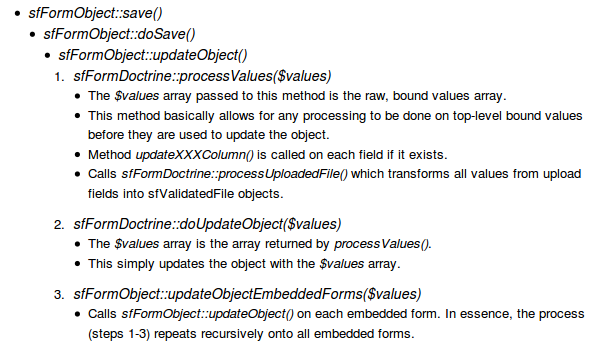 • sfFormObject::save()
• sfFormObject::doSave()
• sfFormObject::updateObject()
1. sfFormDoctrine::processValues($values)
• The $values array passed to this method is the raw, bound values array.
• This method basically allows for any processing to be done on top-level bound values
before they are used to update the object.
• Method updateXXXColumn() is called on each field if it exists.
• Calls sfFormDoctrine::processUploadedFile() which transforms all values from upload
fields into sfValidatedFile objects.
2. sfFormDoctrine::doUpdateObject($values)
• The $values array is the array returned by processValues().
• This simply updates the object with the $values array.
3. sfFormObject::updateObjectEmbeddedForms($values)
• Calls sfFormObject::updateObject() on each embedded form. In essence, the process
(steps 1-3) repeats recursively onto all embedded forms.